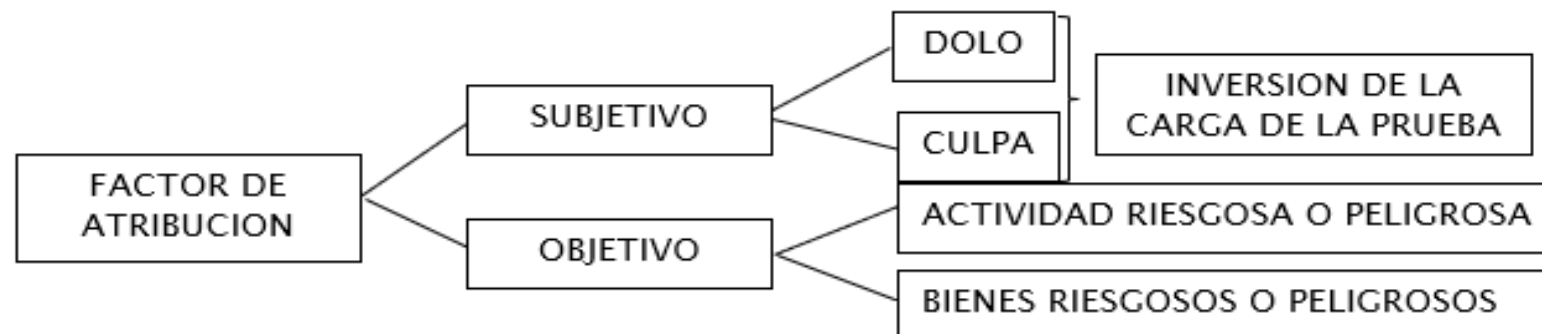 FACTOR DE
ATRIBUCION
SUBJETIVO
OBJETIVO
DOLO
CULPA
INVERSION DE LA
CARGA DE LA PRUEBA
ACTIVIDAD RIESGOSA O PELIGROSA
BIENES RIESGOSOS O PELIGROSOS